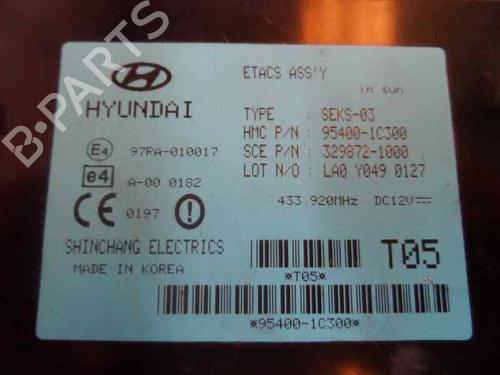 ETACS ASS'Y
in sun
HYUNDAI
TYPE : SEKS-03
HMC P/N : 95400-1C300
SCE P/N : 329872-1000
LOT N/O : LA0 Y049 0127
E4 97RA-010017
e4 A-00 0182
CE 0197
433.920MHz DC12V
SHINCHANG ELECTRICS
MADE IN KOREA
T05
*T05*
*95400-1C300*
B-PARTS